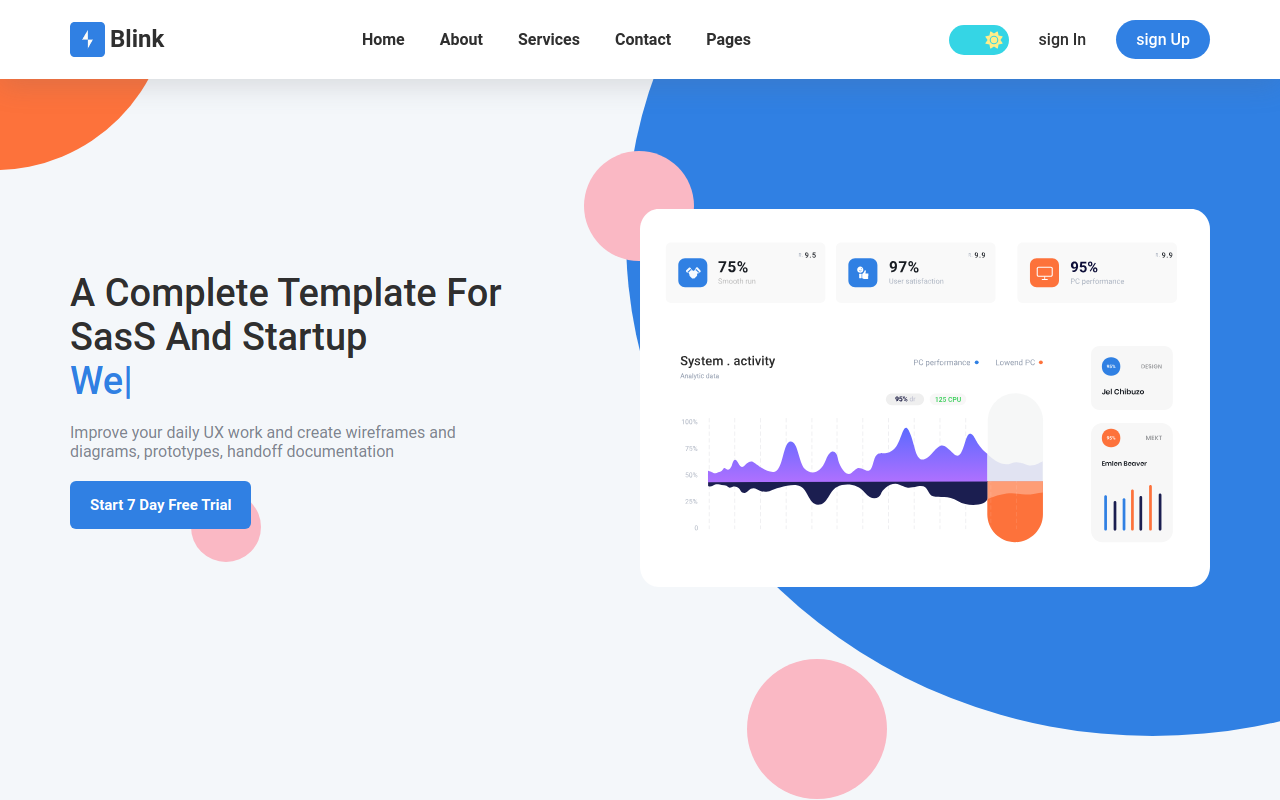 Blink
Home
About
Services
Contact
Pages
sign In
sign Up
A Complete Template For
SasS And Startup
We|
Improve your daily UX work and create wireframes and
diagrams, prototypes, handoff documentation
Start 7 Day Free Trial
75%
Smooth run
9.5
97%
User satisfaction
9.9
95%
PC performance
9.9
System . activity
Analytic data
PC performance
Lowend PC
95%
125 CPU
100%
75%
50%
25%
0
95%
DESIGN
Jel Chibuzo
95%
MEKT
Emlen Beaver